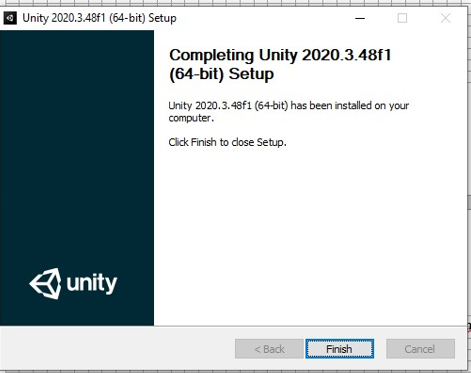 Unity 2020.3.48f1 (64-bit) Setup
Completing Unity 2020.3.48f1
(64-bit) Setup
Unity 2020.3.48f1 (64-bit) has been installed on your
computer.
Click Finish to close Setup.
unity
< Back
Finish
Cancel